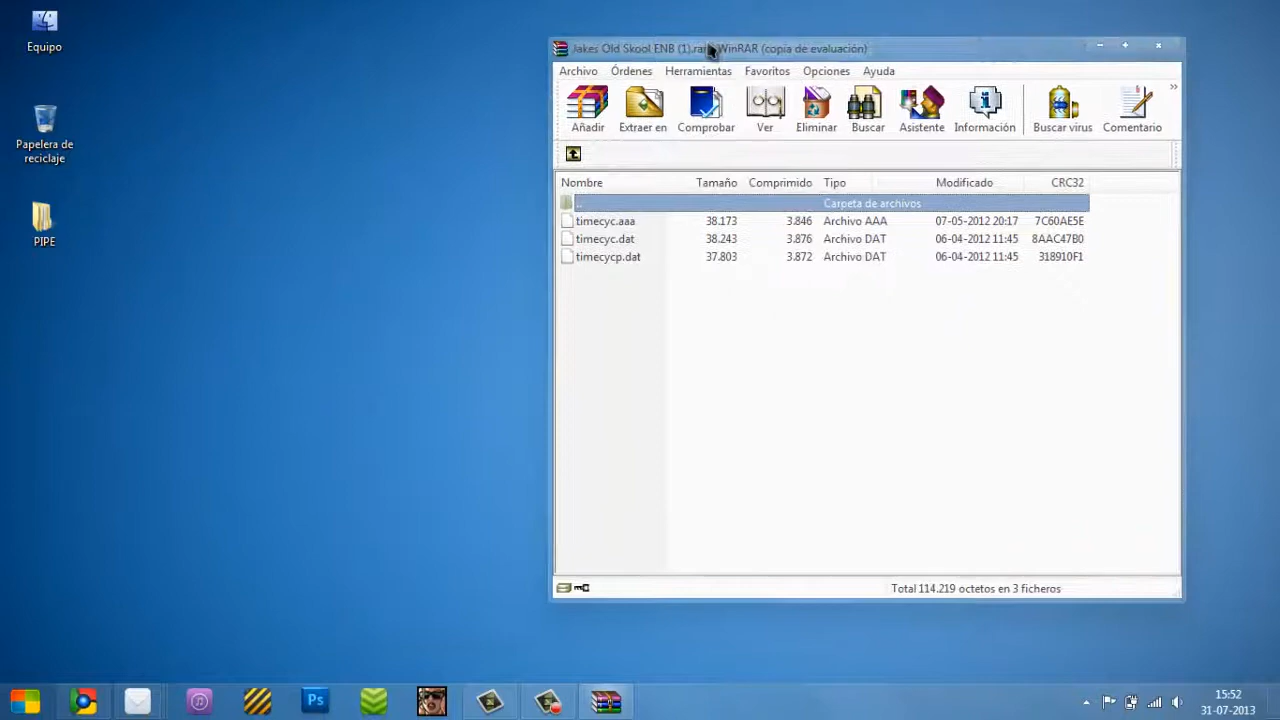 Equipo
Papelera de
reciclaje
PIPE
Jakes Old Skool ENB (1).rar - WinRAR (copia de evaluación)
Archivo Órdenes Herramientas Favoritos Opciones Ayuda
»
Añadir Extraer en Comprobar Ver Eliminar Buscar Asistente Información Buscar virus Comentario
Nombre Tamaño Comprimido Tipo Modificado CRC32
.. Carpeta de archivos
timecyc.aaa 38.173 3.846 Archivo AAA 07-05-2012 20:17 7C60AE5E
timecyc.dat 38.243 3.876 Archivo DAT 06-04-2012 11:45 8AAC47B0
timecycp.dat 37.803 3.872 Archivo DAT 06-04-2012 11:45 318910F1
Total 114.219 octetos en 3 ficheros
Ps
15:52
31-07-2013